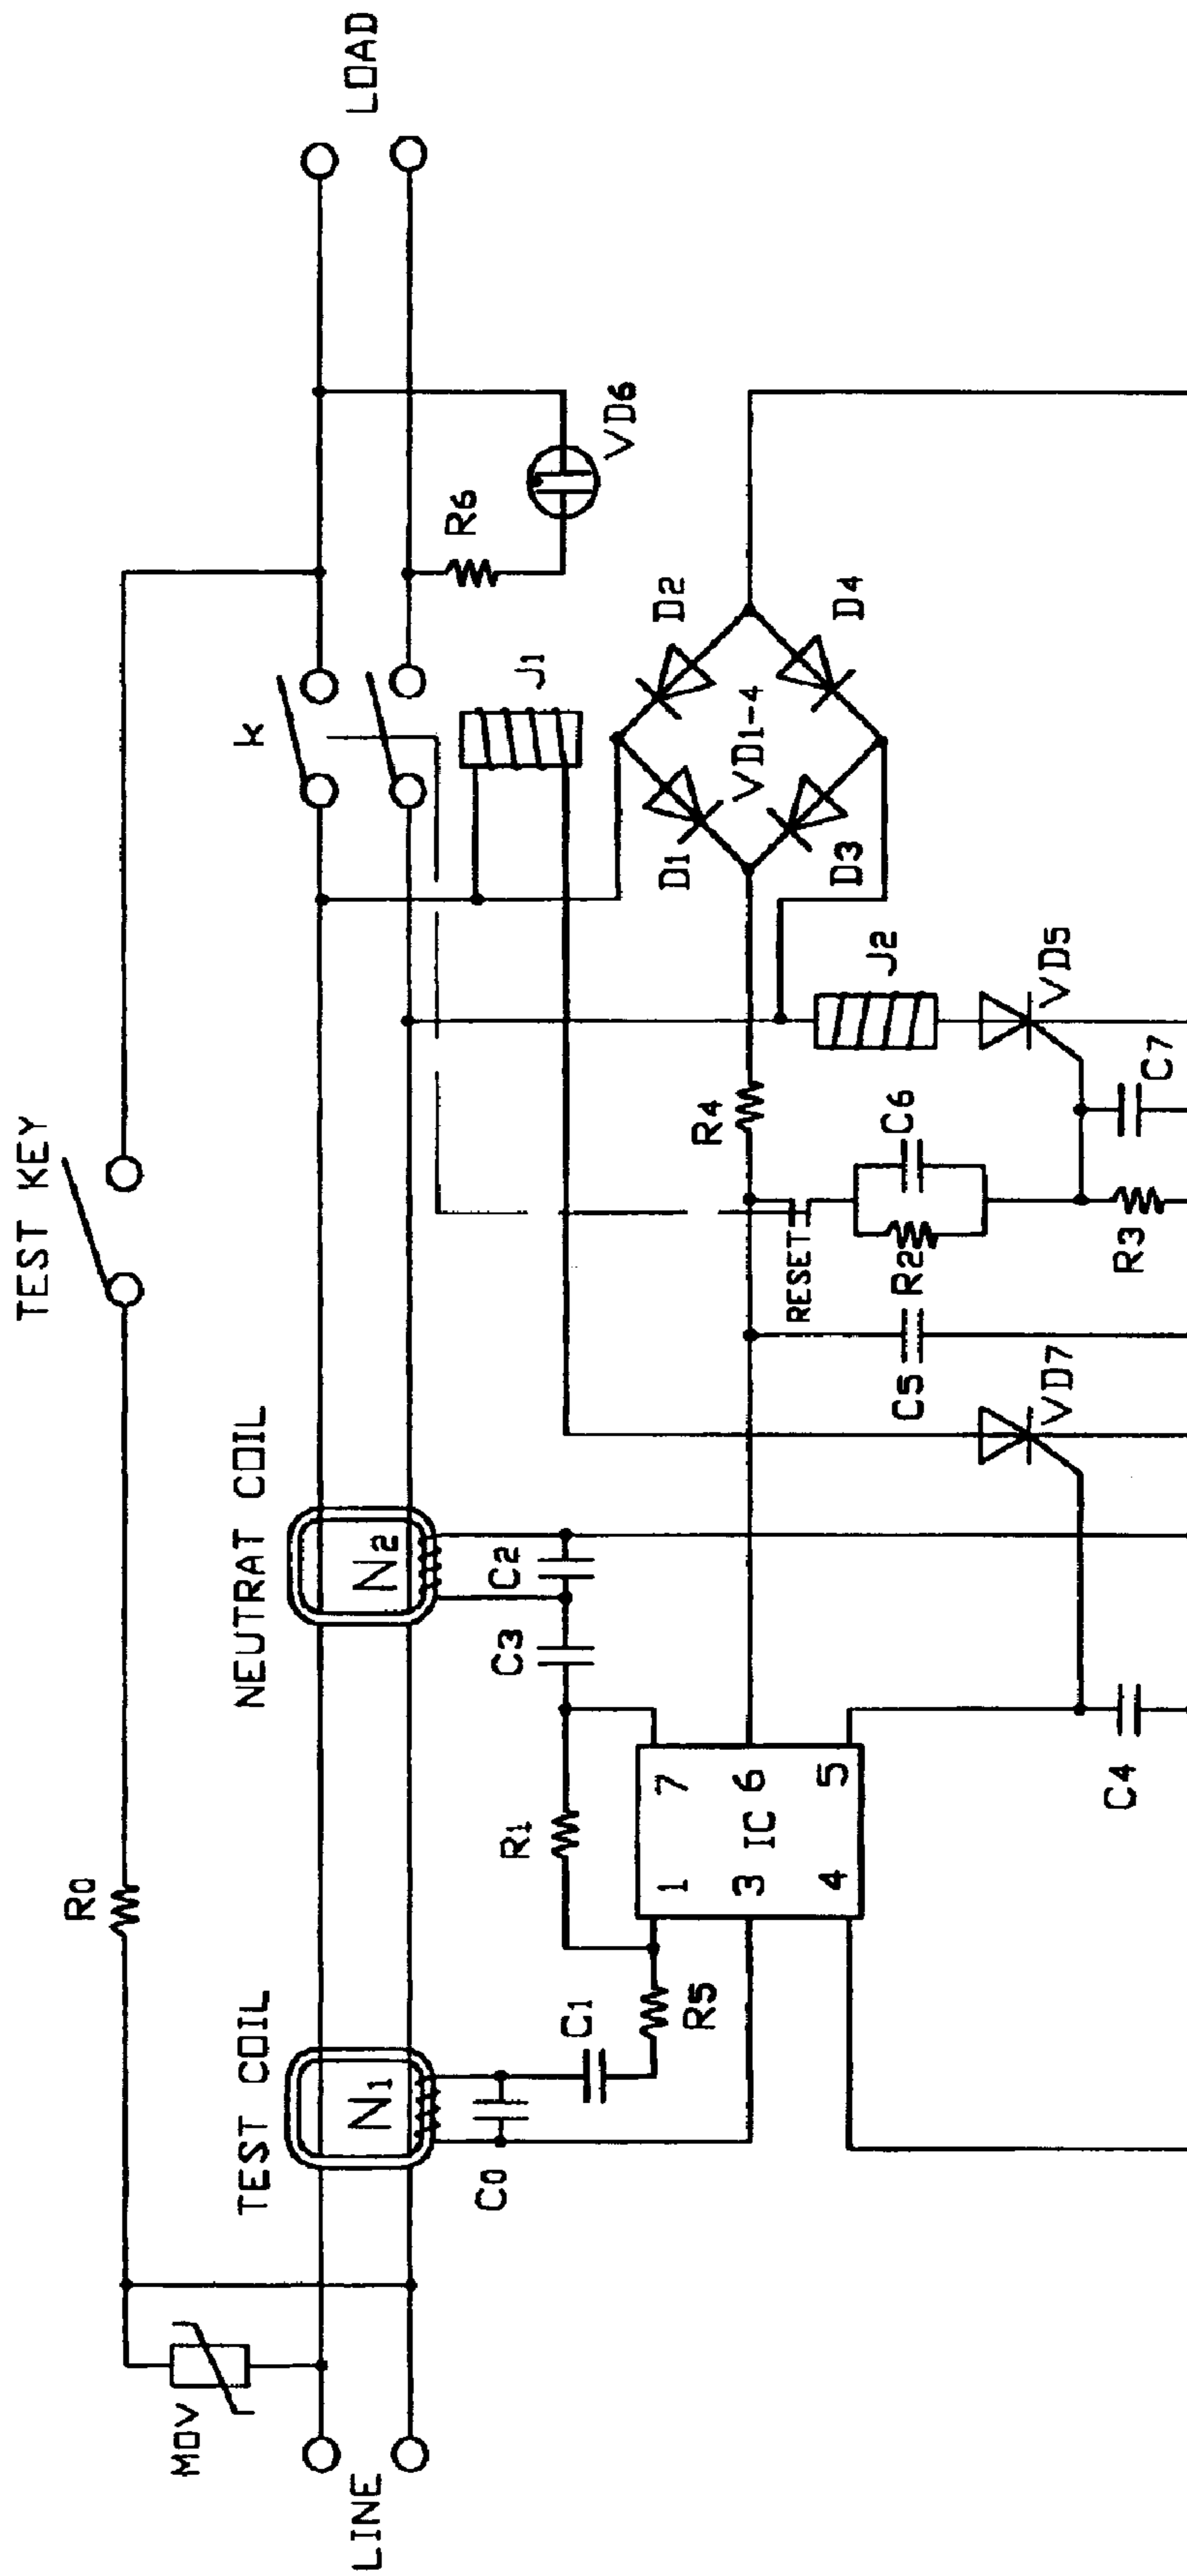 LINE
MOV
R0
TEST KEY
TEST COIL
N1
NEUTRAT COIL
N2
k
LOAD
C0
C1
R5
R1
C3
C2
J1
R6
VD6
1
7
3
6
IC
4
5
R4
D1
D2
VD1-4
D3
D4
RESET
C5
R2
C6
J2
VD7
VD5
C4
R3
C7